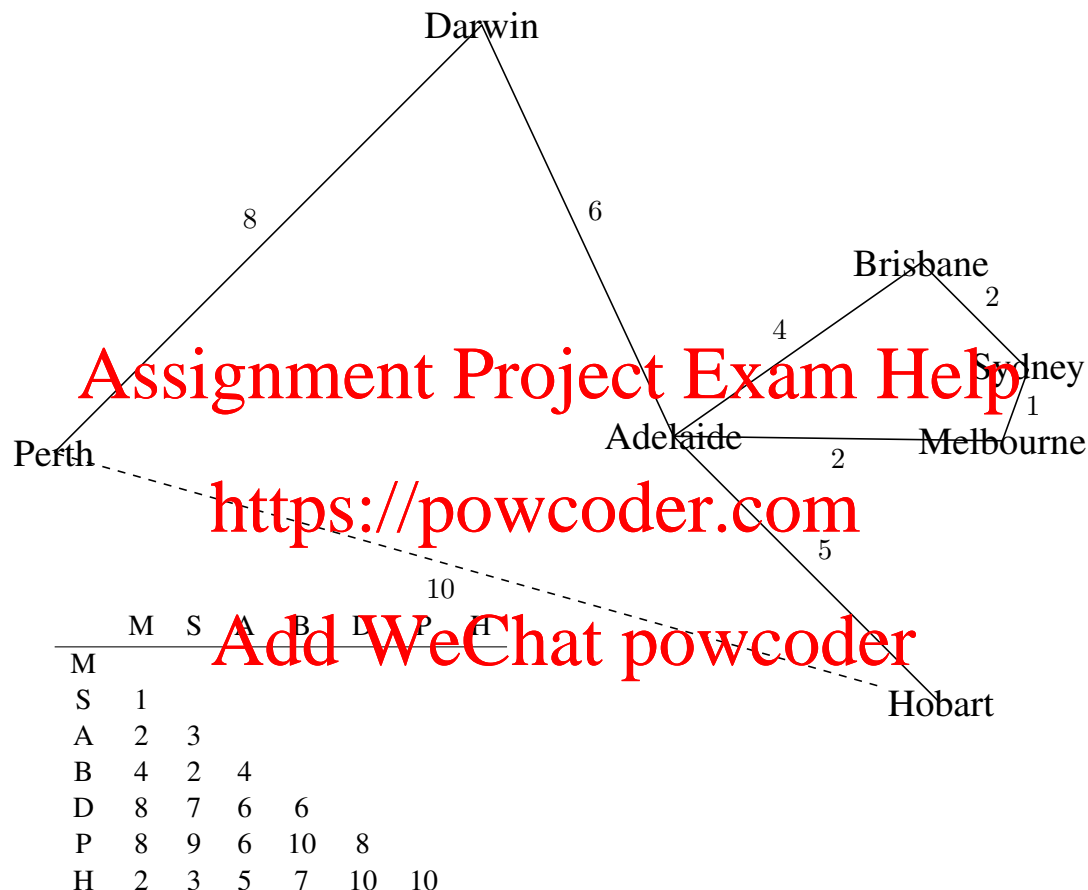 Darwin
8
6
Brisbane
2
4
Assignment Project Exam Help
Sydney
1
Adelaide
Melbourne
Perth
2
https://powcoder.com
5
10
M S A B D P H
Add WeChat powcoder
M
S 1
Hobart
A 2 3
B 4 2 4
D 8 7 6 6
P 8 9 6 10 8
H 2 3 5 7 10 10